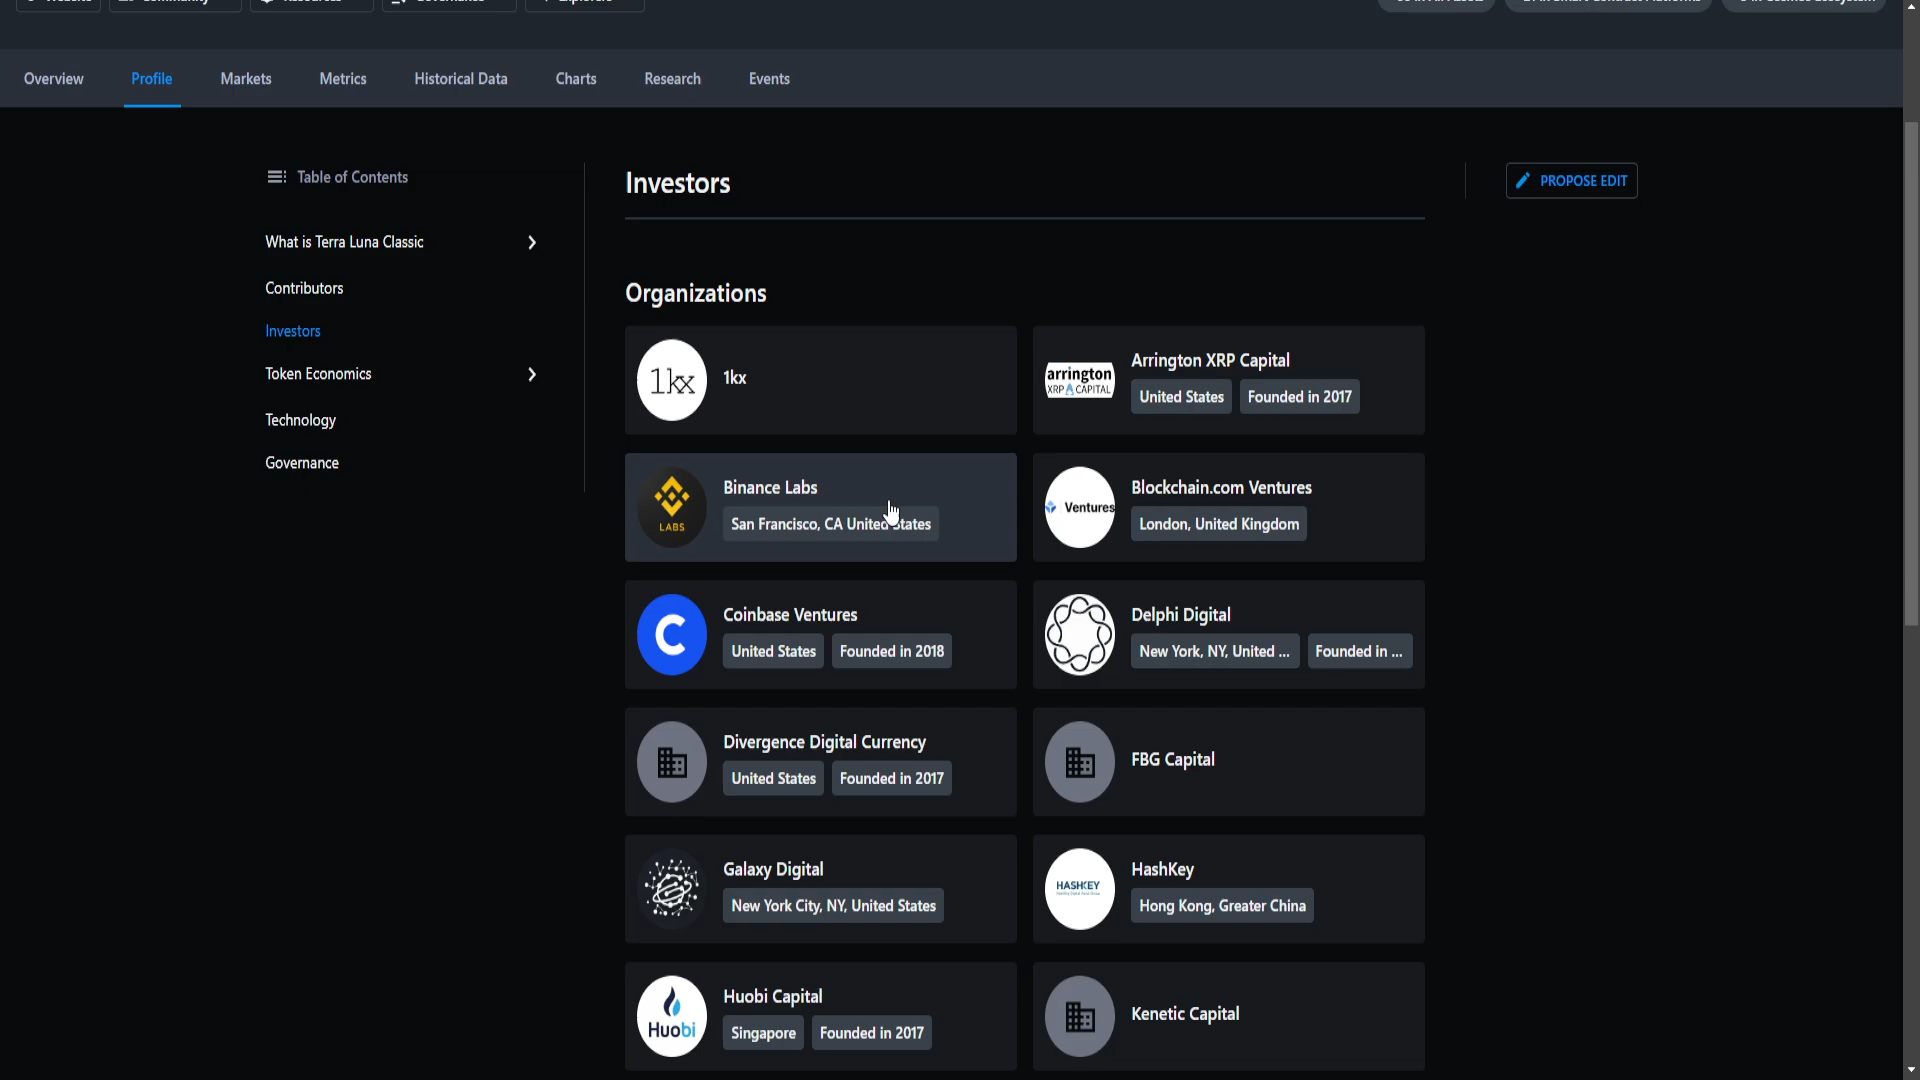 Overview Profile Markets Metrics Historical Data Charts Research Events
Table of Contents
What is Terra Luna Classic
Contributors
Investors
Token Economics
Technology
Governance
Investors
PROPOSE EDIT
Organizations
1kx
1kx
arrington
XRP CAPITAL
Arrington XRP Capital
United States Founded in 2017
LABS
Binance Labs
San Francisco, CA United States
Ventures
Blockchain.com Ventures
London, United Kingdom
Coinbase Ventures
United States Founded in 2018
Delphi Digital
New York, NY, United ... Founded in ...
Divergence Digital Currency
United States Founded in 2017
FBG Capital
Galaxy Digital
New York City, NY, United States
HASHKEY
HashKey
Hong Kong, Greater China
Huobi
Huobi Capital
Singapore Founded in 2017
Kenetic Capital